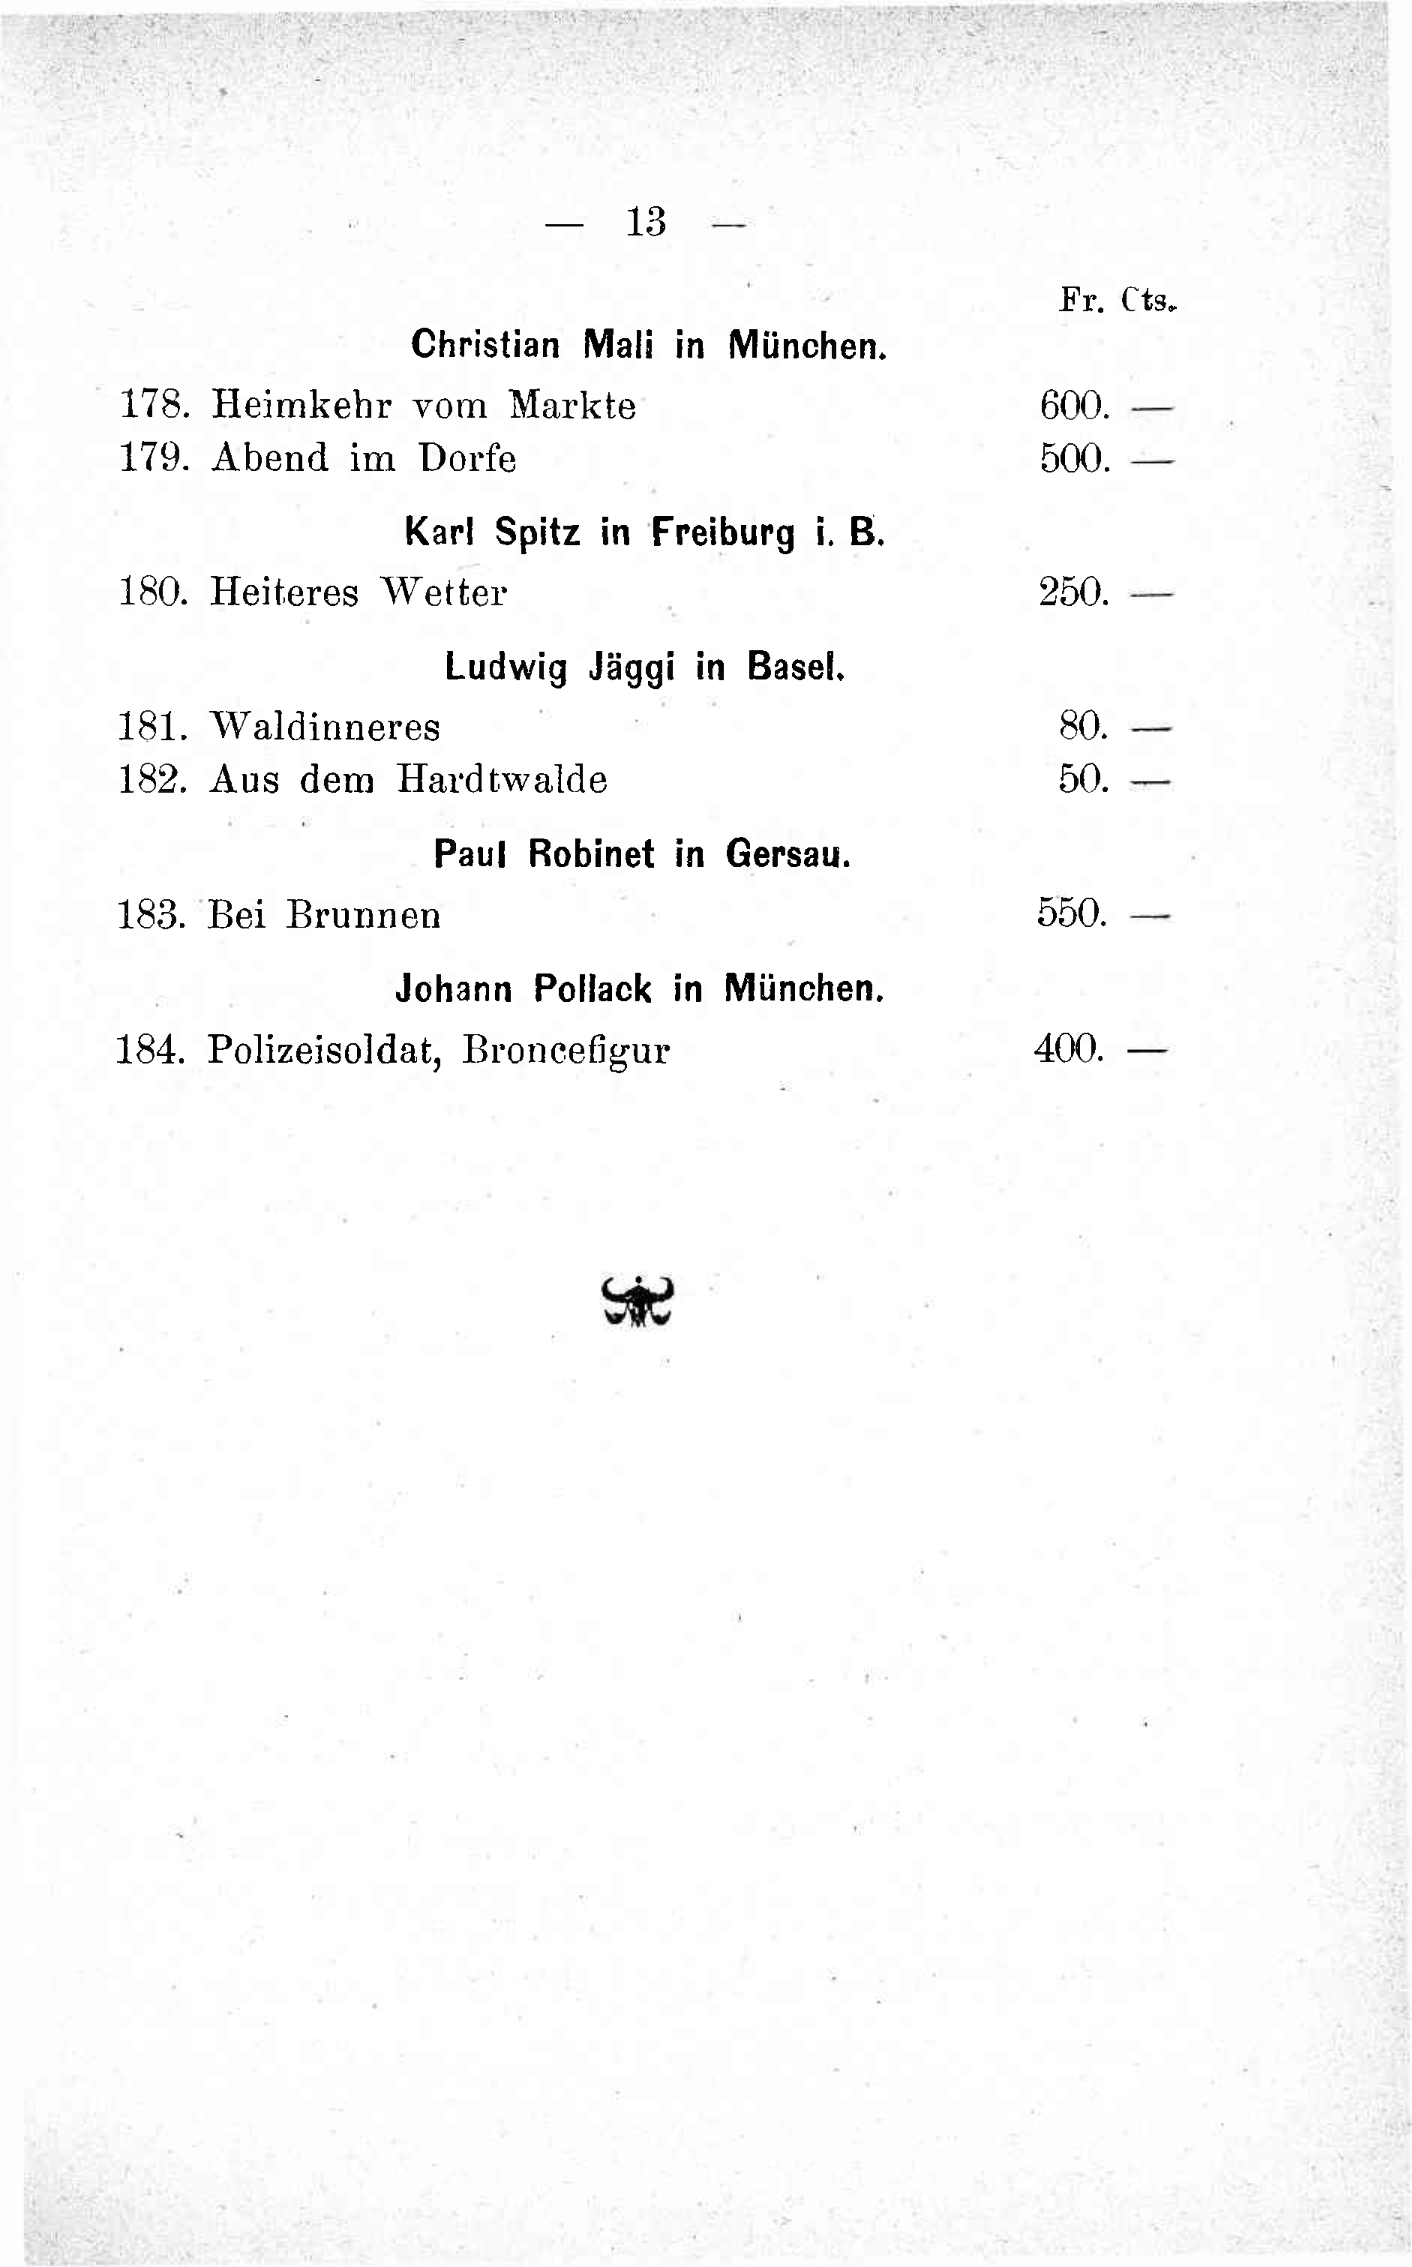 — 13 —
Fr. Cts.
Christian Mali in München.
178. Heimkehr vom Markte 600. —
179. Abend im Dorfe 500. —
Karl Spitz in Freiburg i. B.
180. Heiteres Wetter 250. —
Ludwig Jäggi in Basel.
181. Waldinneres 80. —
182. Aus dem Hardtwalde 50. —
Paul Robinet in Gersau.
183. Bei Brunnen 550. —
Johann Pollack in München.
184. Polizeisoldat, Broncefigur 400. —